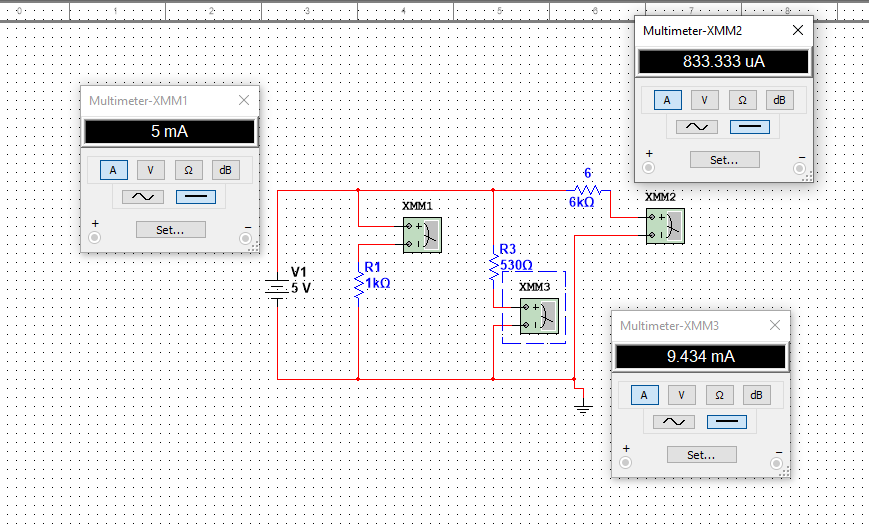 0 1 2 3 4 5 6 7 8
Multimeter-XMM2
833.333 uA
A V Ω dB
+ −
Set...
Multimeter-XMM1
5 mA
A V Ω dB
+ −
Set...
6
6kΩ
XMM2
+
XMM1
+
R3
530Ω
R1
1kΩ
V1
5 V
XMM3
+
Multimeter-XMM3
9.434 mA
A V Ω dB
+ −
Set...